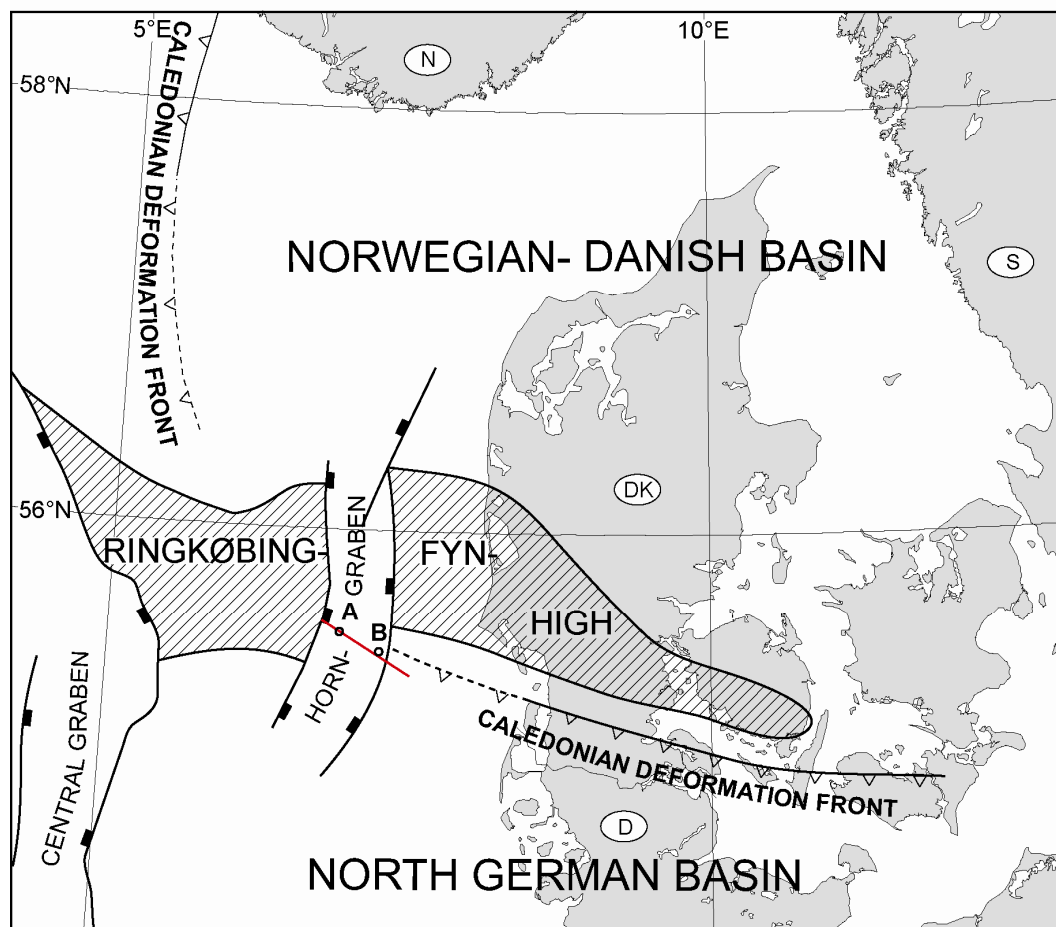 5°E
10°E
N
58°N
CALEDONIAN DEFORMATION FRONT
NORWEGIAN- DANISH BASIN
S
DK
56°N
RINGKØBING-
GRABEN
FYN-
A
B
HIGH
HORN-
CENTRAL GRABEN
CALEDONIAN DEFORMATION FRONT
D
NORTH GERMAN BASIN